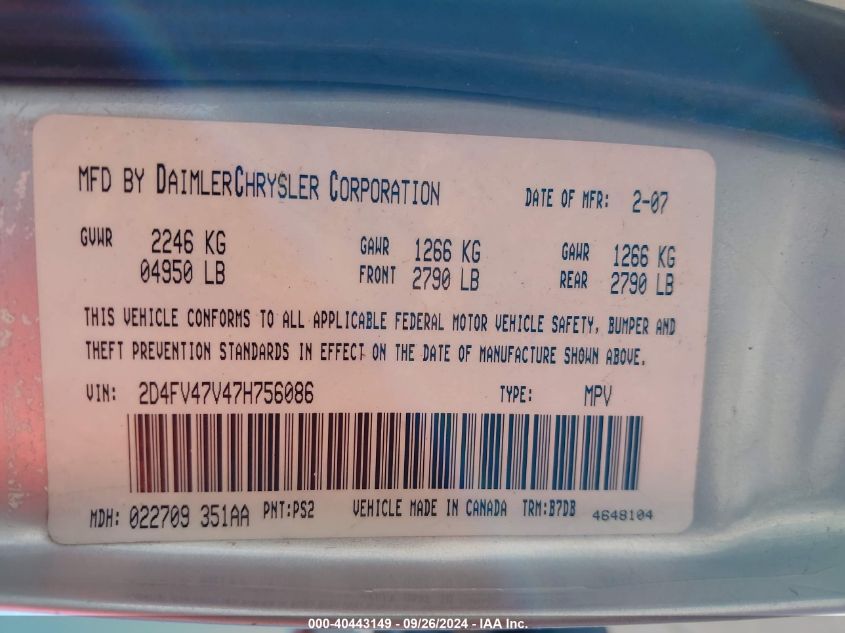 MFD BY DAIMLERCHRYSLER CORPORATION DATE OF MFR: 2-07
GVWR 2246 KG GAWR 1266 KG GAWR 1266 KG
04950 LB FRONT 2790 LB REAR 2790 LB
THIS VEHICLE CONFORMS TO ALL APPLICABLE FEDERAL MOTOR VEHICLE SAFETY, BUMPER AND
THEFT PREVENTION STANDARDS IN EFFECT ON THE DATE OF MANUFACTURE SHOWN ABOVE.
VIN: 2D4FV47V47H756086 TYPE: MPV
MDH: 022709 351AA PNT:PS2 VEHICLE MADE IN CANADA TRM:B7DB 4648104
000-40443149 - 09/26/2024 - IAA Inc.